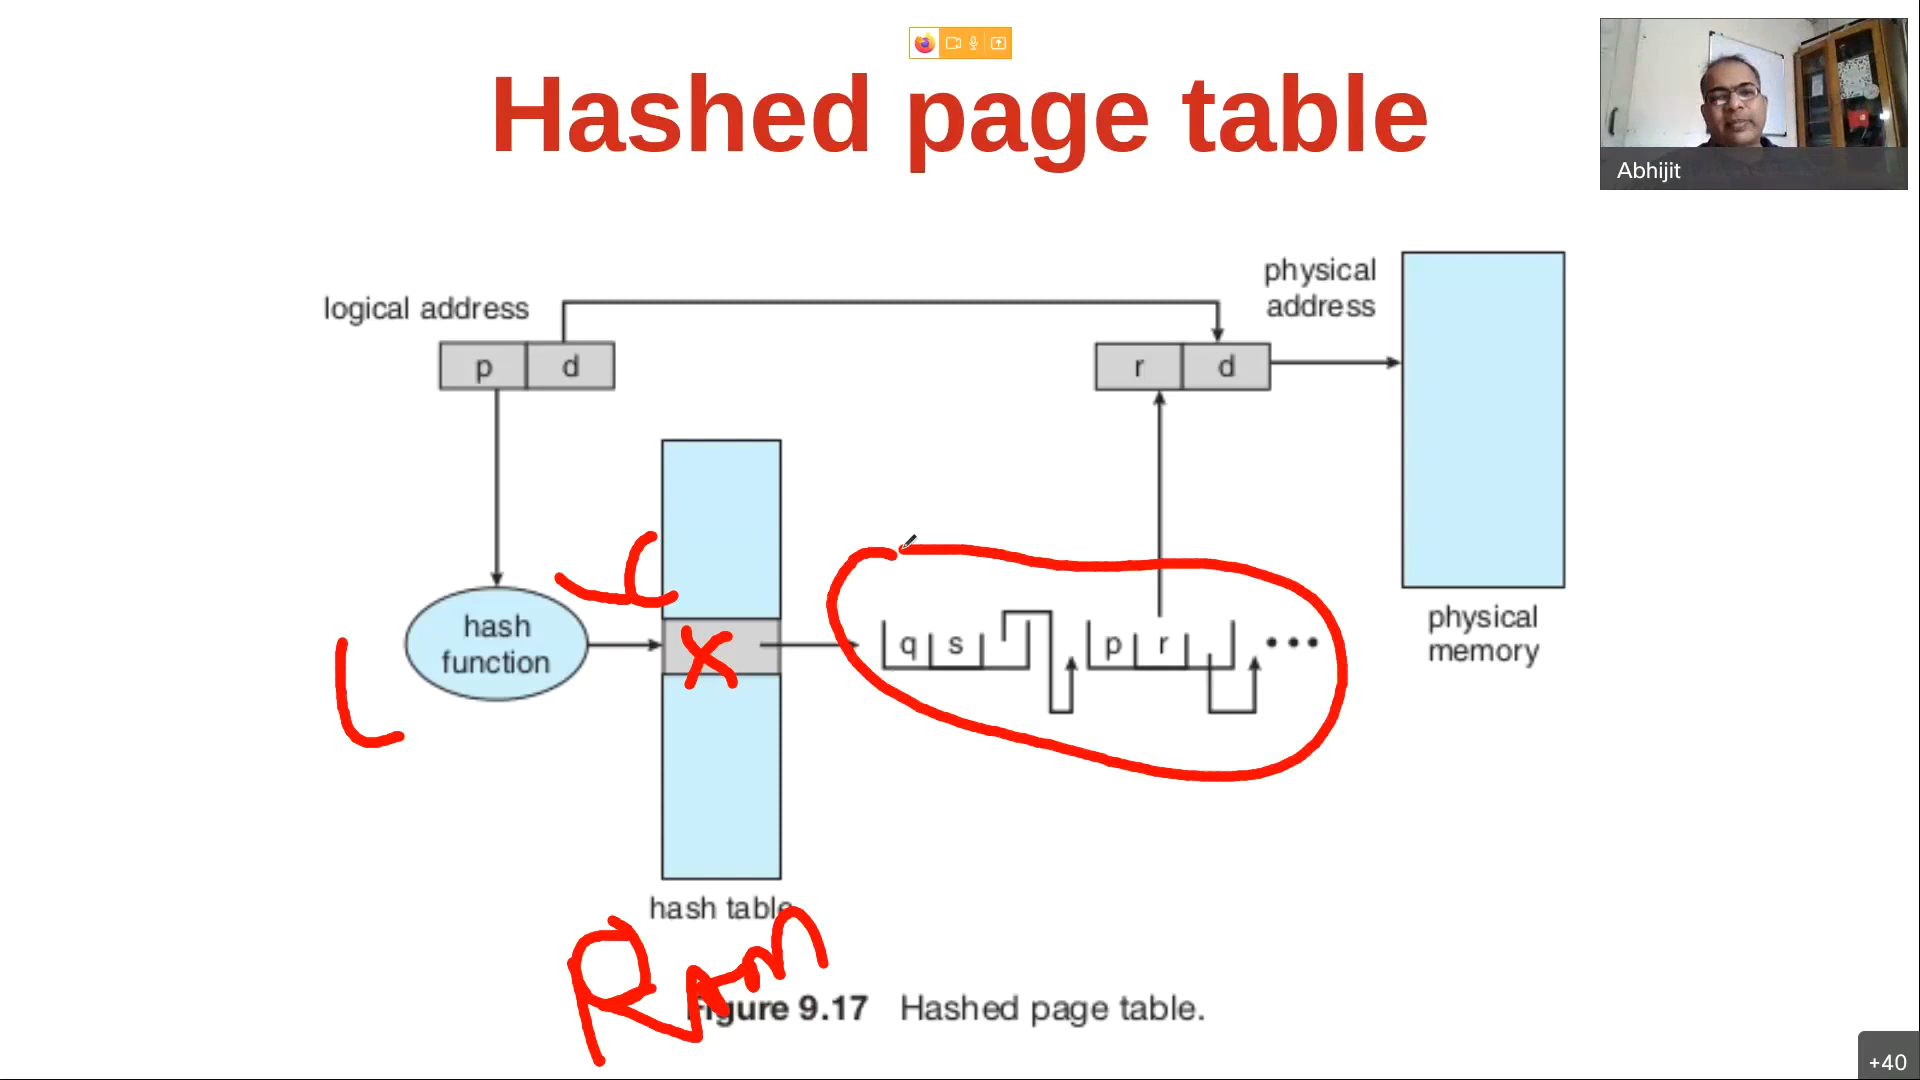 Hashed page table
Abhijit
logical address
physical
address
p d
r d
hash
function
x
q s
p r
physical
memory
hash table
RAM
Figure 9.17 Hashed page table.
+40